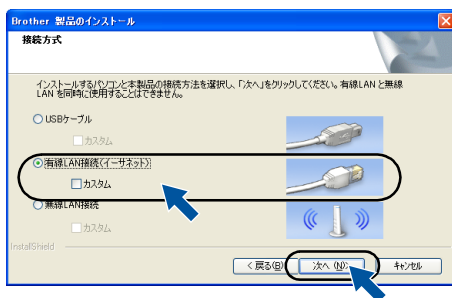 Brother 製品のインストール
接続方式
インストールするパソコンと本製品の接続方法を選択し、「次へ」をクリックしてください。有線LAN と無線
LAN を同時に使用することはできません。
USBケーブル
カスタム
有線LAN接続(イーサネット)
カスタム
無線LAN接続
カスタム
InstallShield
< 戻る(B) 次へ (N)> キャンセル